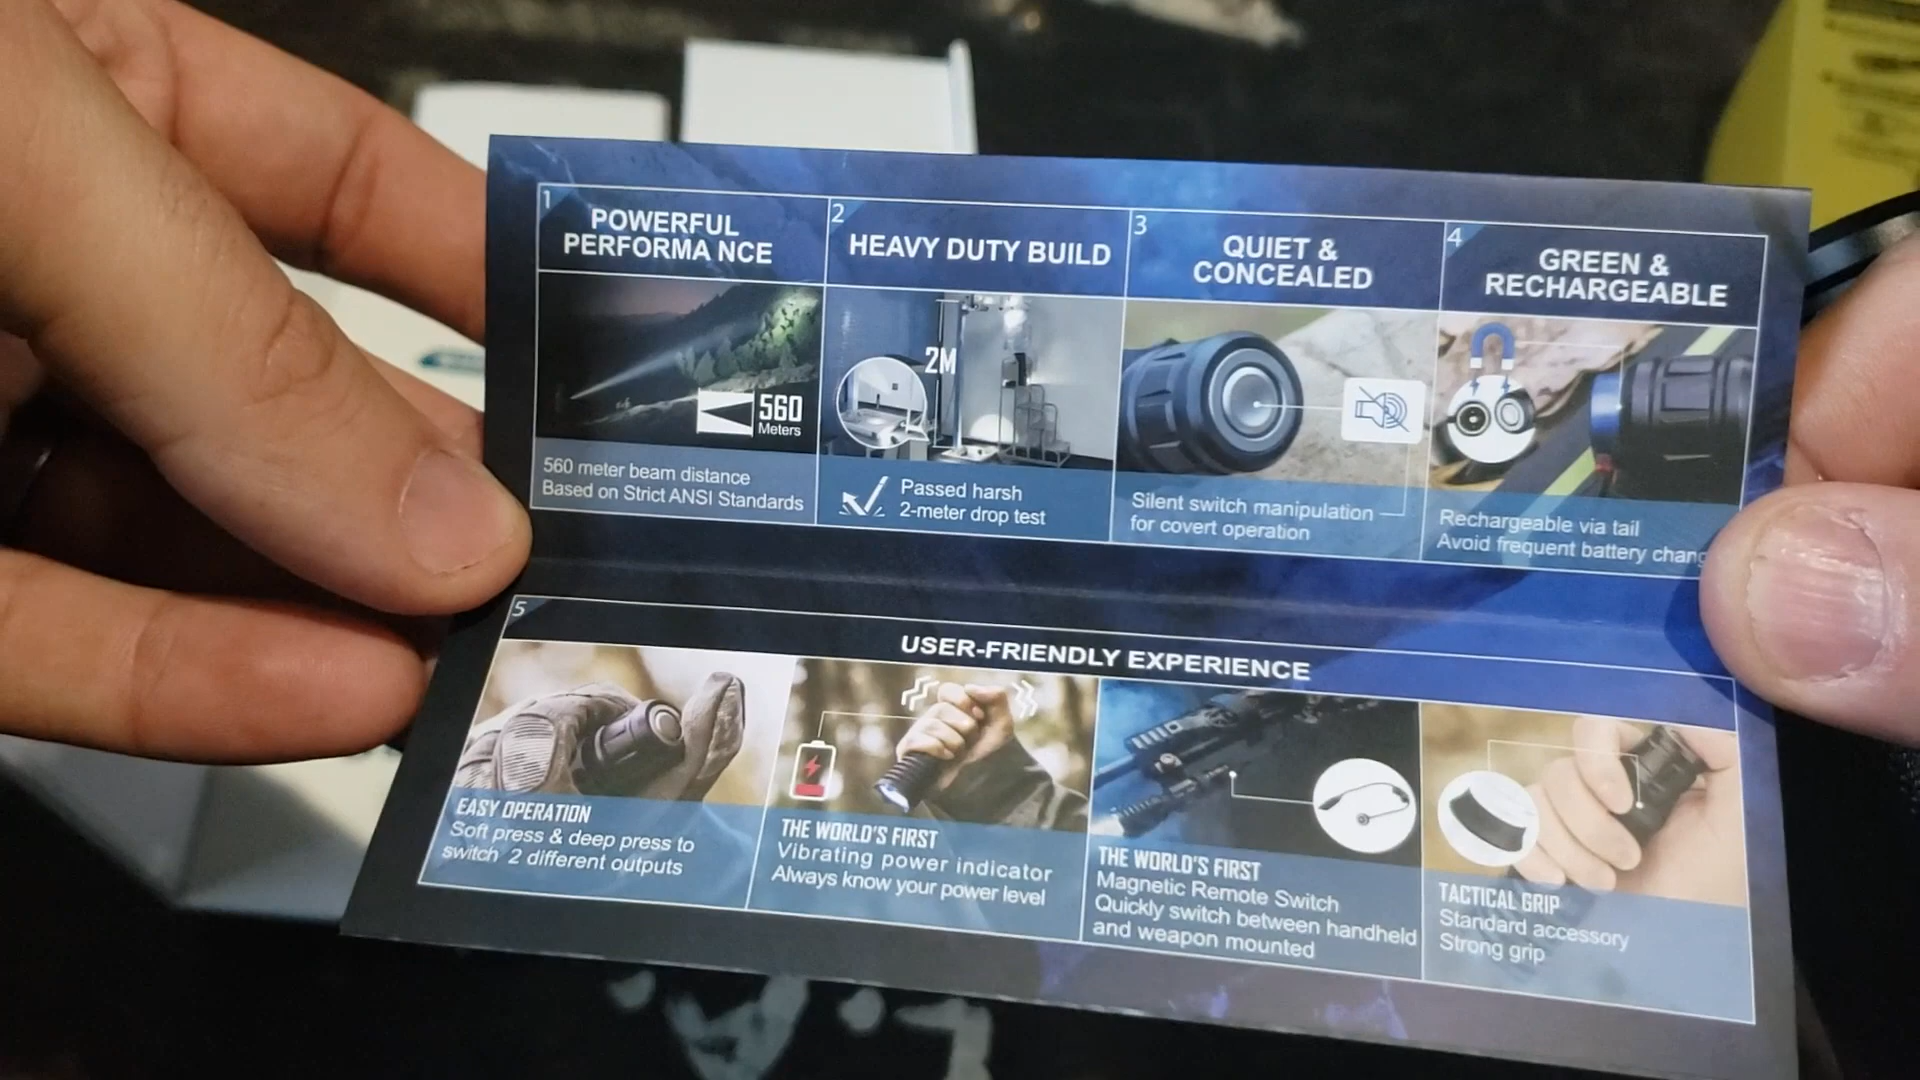 1
POWERFUL
PERFORMA NCE
560
Meters
560 meter beam distance
Based on Strict ANSI Standards
2
HEAVY DUTY BUILD
2M
Passed harsh
2-meter drop test
3
QUIET &
CONCEALED
Silent switch manipulation
for covert operation
4
GREEN &
RECHARGEABLE
Rechargeable via tail
Avoid frequent battery chang
5
USER-FRIENDLY EXPERIENCE
EASY OPERATION
Soft press & deep press to
switch 2 different outputs
THE WORLD'S FIRST
Vibrating power indicator
Always know your power level
THE WORLD'S FIRST
Magnetic Remote Switch
Quickly switch between handheld
and weapon mounted
TACTICAL GRIP
Standard accessory
Strong grip